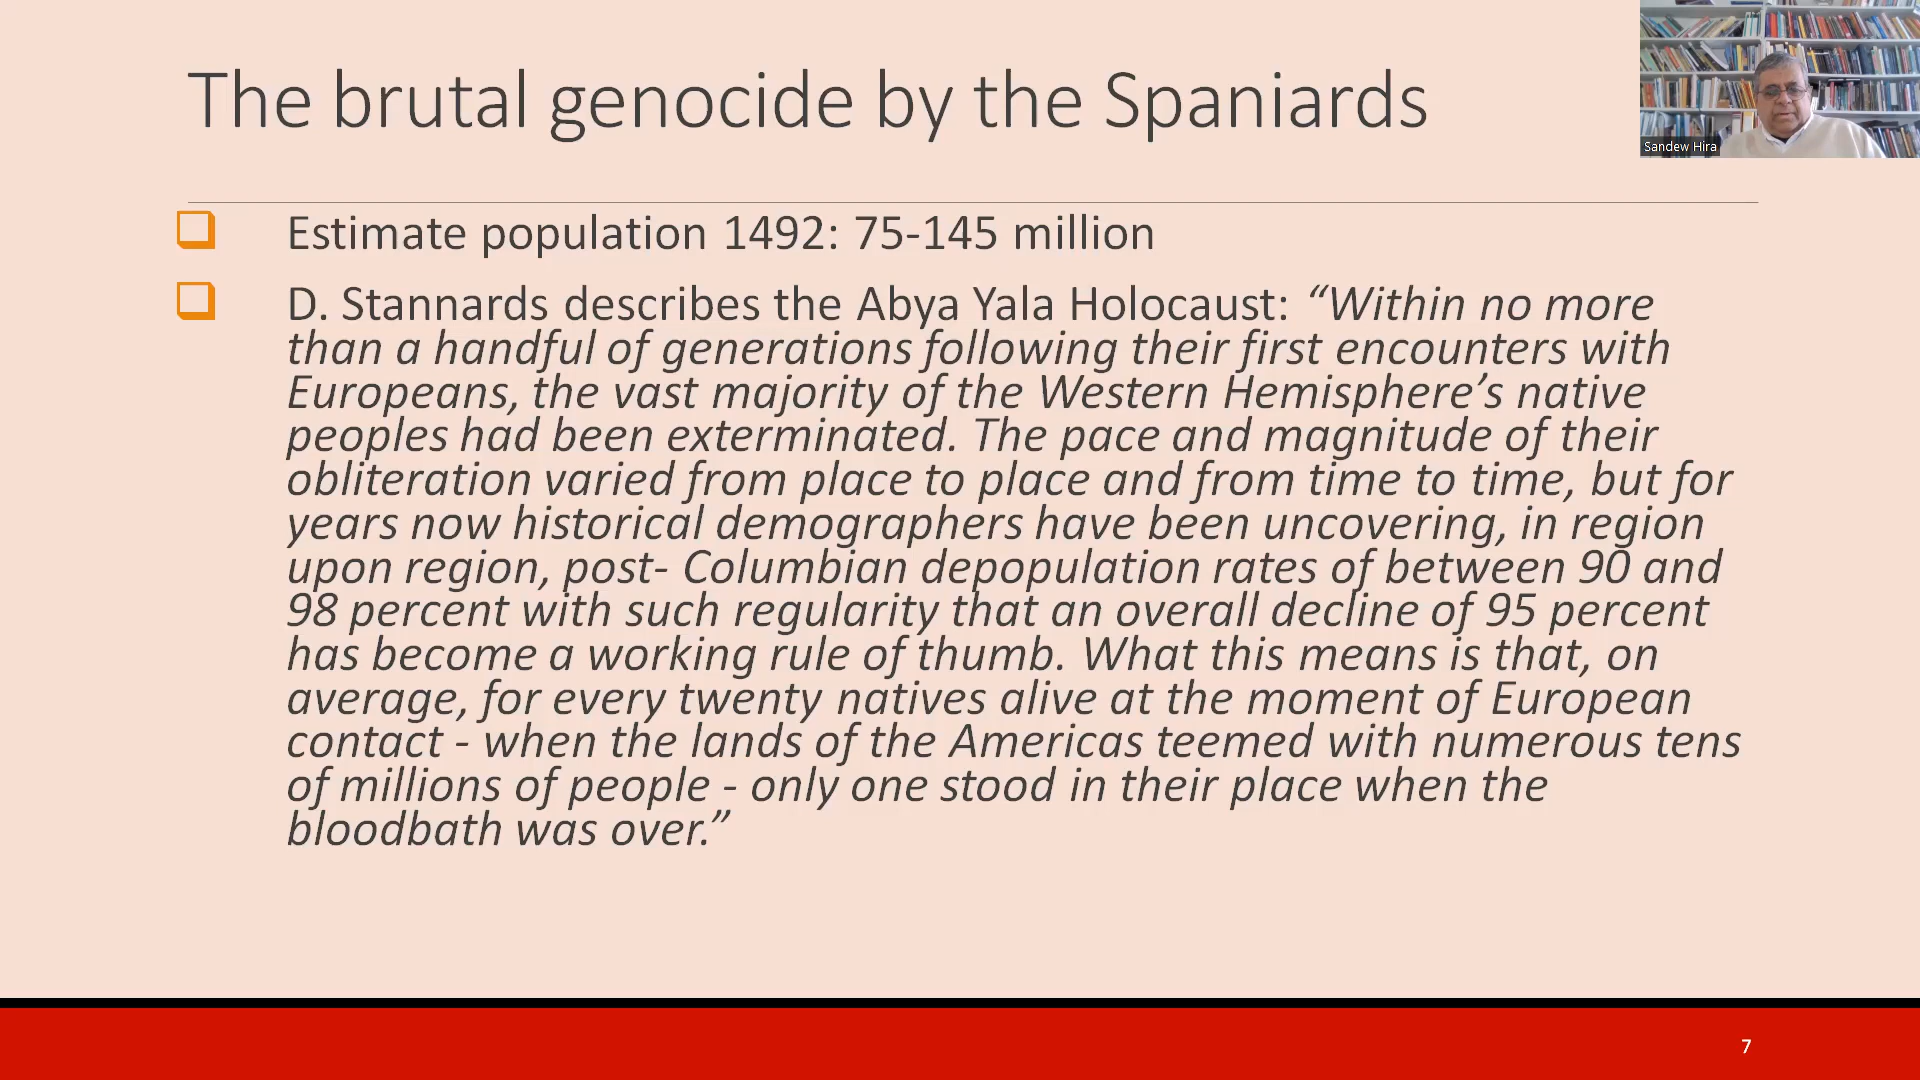 The brutal genocide by the Spaniards
Sandew Hira
Estimate population 1492: 75-145 million
D. Stannards describes the Abya Yala Holocaust: “Within no more
than a handful of generations following their first encounters with
Europeans, the vast majority of the Western Hemisphere’s native
peoples had been exterminated. The pace and magnitude of their
obliteration varied from place to place and from time to time, but for
years now historical demographers have been uncovering, in region
upon region, post- Columbian depopulation rates of between 90 and
98 percent with such regularity that an overall decline of 95 percent
has become a working rule of thumb. What this means is that, on
average, for every twenty natives alive at the moment of European
contact - when the lands of the Americas teemed with numerous tens
of millions of people - only one stood in their place when the
bloodbath was over.”
7